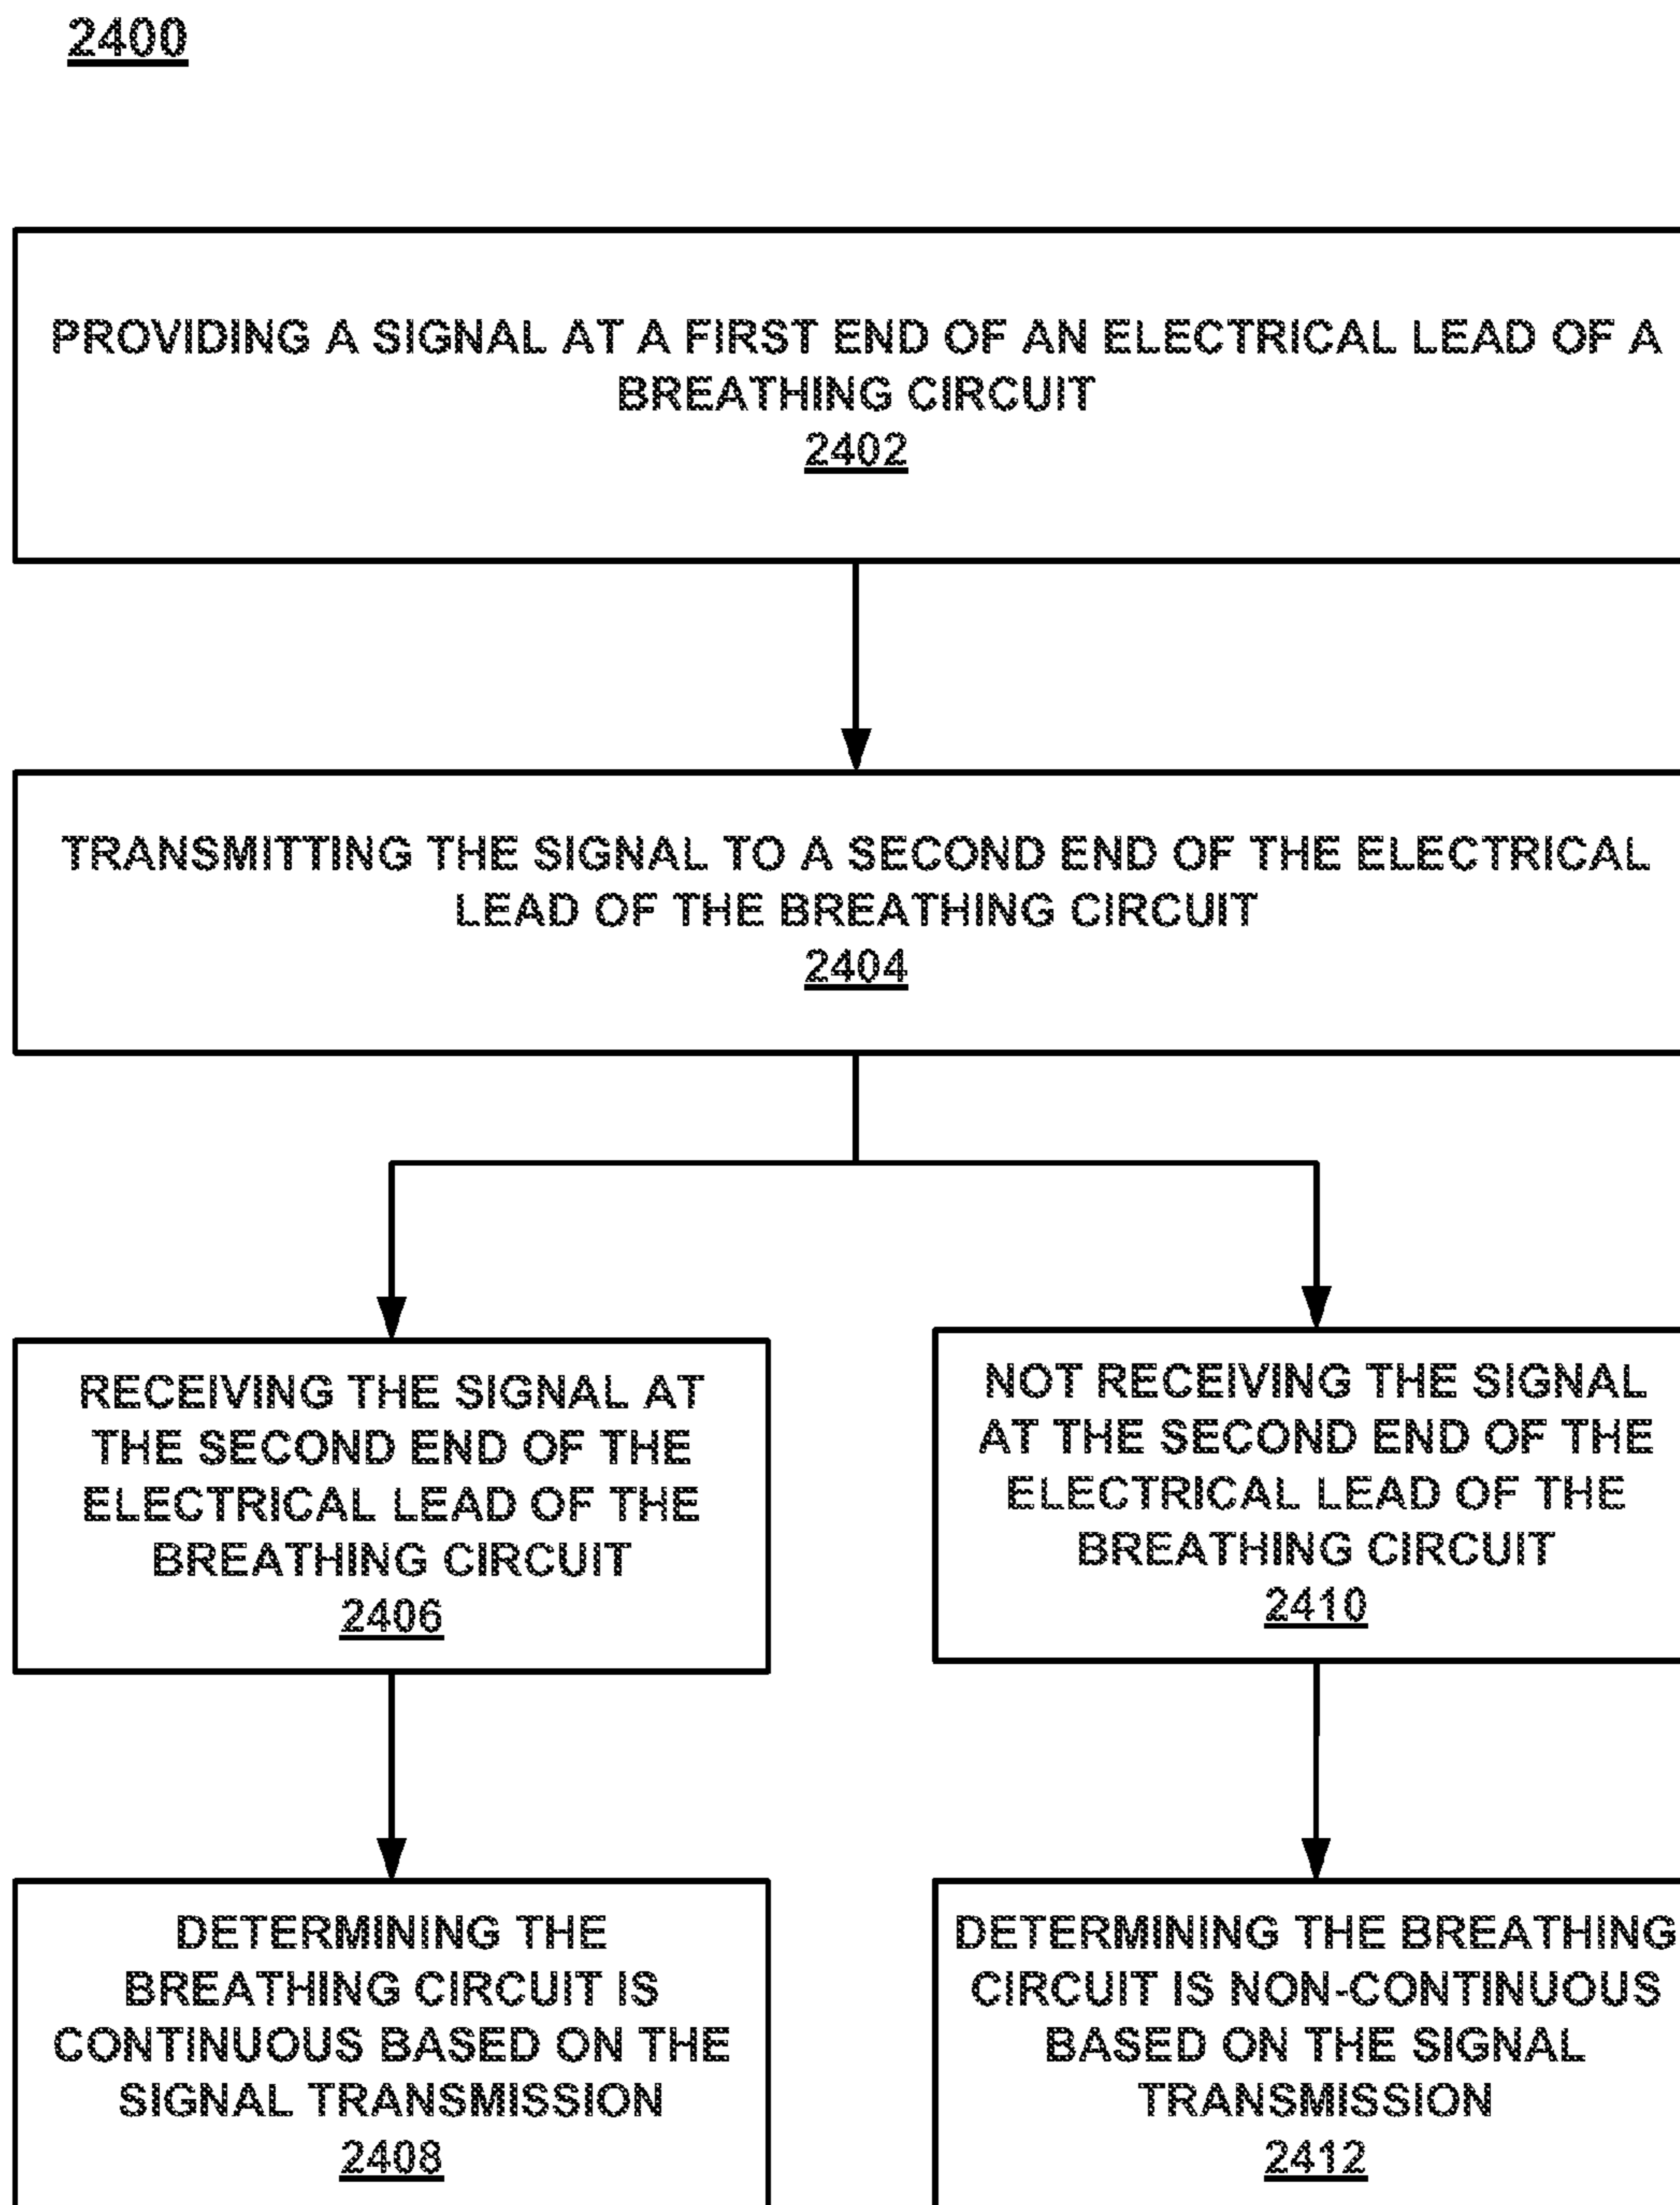 2400
PROVIDING A SIGNAL AT A FIRST END OF AN ELECTRICAL LEAD OF A
BREATHING CIRCUIT
2402
TRANSMITTING THE SIGNAL TO A SECOND END OF THE ELECTRICAL
LEAD OF THE BREATHING CIRCUIT
2404
RECEIVING THE SIGNAL AT
THE SECOND END OF THE
ELECTRICAL LEAD OF THE
BREATHING CIRCUIT
2406
NOT RECEIVING THE SIGNAL
AT THE SECOND END OF THE
ELECTRICAL LEAD OF THE
BREATHING CIRCUIT
2410
DETERMINING THE
BREATHING CIRCUIT IS
CONTINUOUS BASED ON THE
SIGNAL TRANSMISSION
2408
DETERMINING THE BREATHING
CIRCUIT IS NON-CONTINUOUS
BASED ON THE SIGNAL
TRANSMISSION
2412